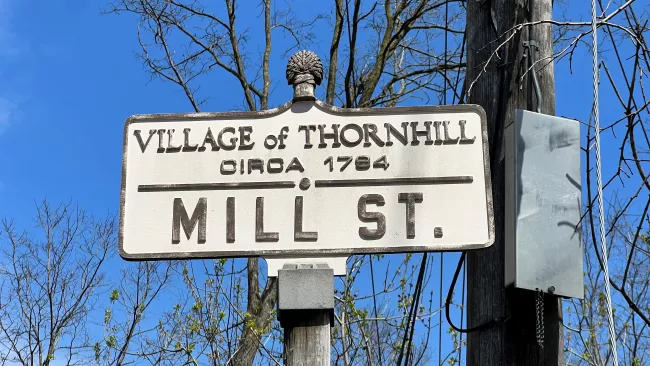 VILLAGE of THORNHILL
CIRCA 1794
MILL ST.